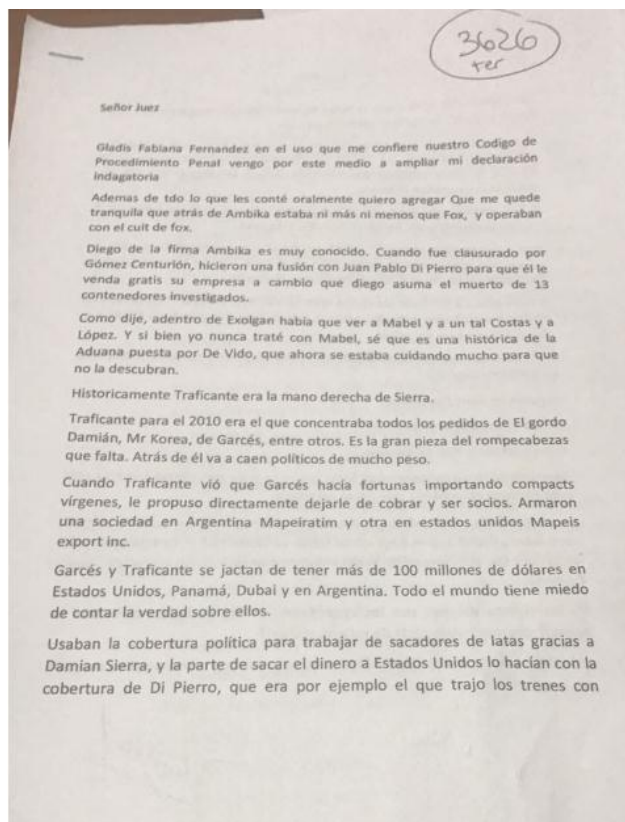 3626
ter
Señor Juez
Gladis Fabiana Fernandez en el uso que me confiere nuestro Codigo de
Procedimiento Penal vengo por este medio a ampliar mi declaración
indagatoria
Ademas de tdo lo que les conté oralmente quiero agregar Que me quede
tranquila que atrás de Ambika estaba ni más ni menos que Fox, y operaban
con el cuit de fox.
Diego de la firma Ambika es muy conocido. Cuando fue clausurado por
Gómez Centurión, hicieron una fusión con Juan Pablo Di Pierro para que él le
venda gratis su empresa a cambio que diego asuma el muerto de 13
contenedores investigados.
Como dije, adentro de Exolgan había que ver a Mabel y a un tal Costas y a
López. Y si bien yo nunca traté con Mabel, sé que es una histórica de la
Aduana puesta por De Vido, que ahora se estaba cuidando mucho para que
no la descubran.
Historicamente Traficante era la mano derecha de Sierra.
Traficante para el 2010 era el que concentraba todos los pedidos de El gordo
Damián, Mr Korea, de Garcés, entre otros. Es la gran pieza del rompecabezas
que falta. Atrás de él va a caen políticos de mucho peso.
Cuando Traficante vió que Garcés hacía fortunas importando compacts
vírgenes, le propuso directamente dejarle de cobrar y ser socios. Armaron
una sociedad en Argentina Mapeiratim y otra en estados unidos Mapeis
export inc.
Garcés y Traficante se jactan de tener más de 100 millones de dólares en
Estados Unidos, Panamá, Dubai y en Argentina. Todo el mundo tiene miedo
de contar la verdad sobre ellos.
Usaban la cobertura política para trabajar de sacadores de latas gracias a
Damian Sierra, y la parte de sacar el dinero a Estados Unidos lo hacían con la
cobertura de Di Pierro, que era por ejemplo el que trajo los trenes con